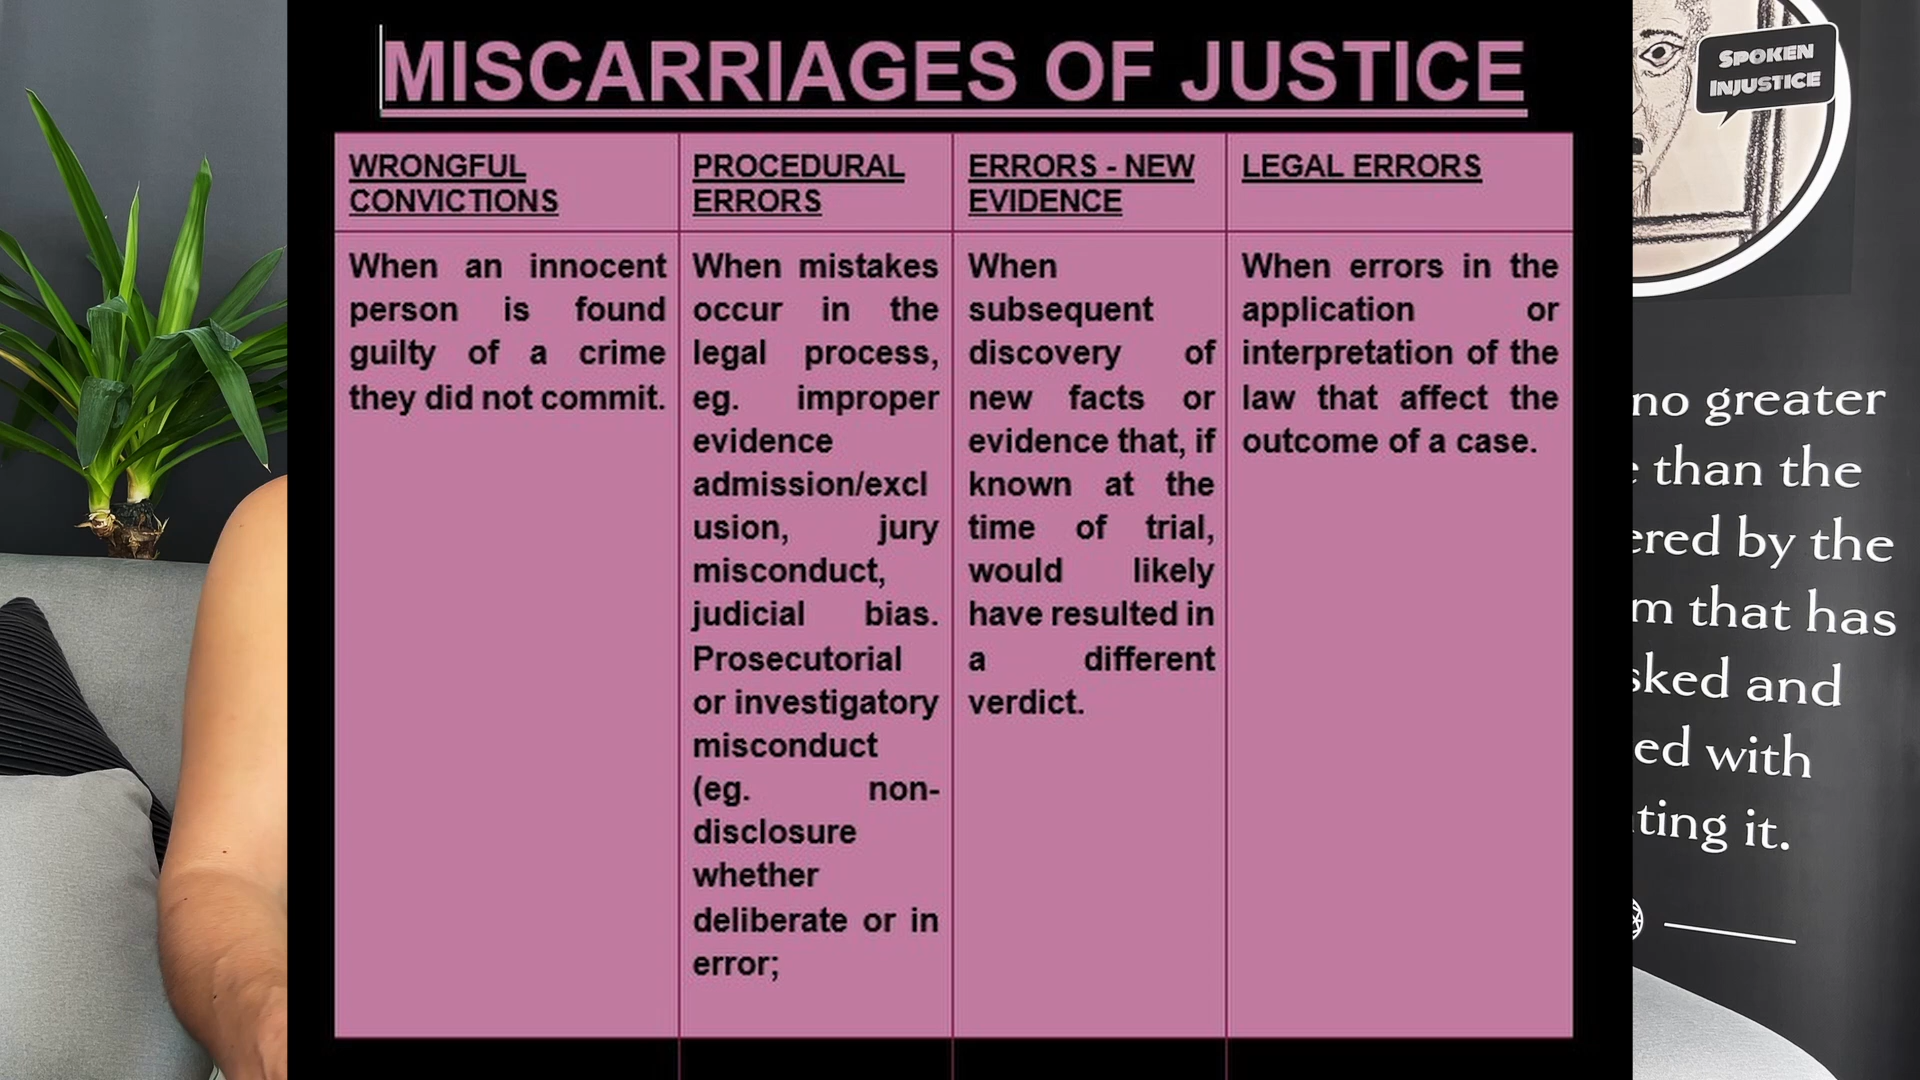 MISCARRIAGES OF JUSTICE
WRONGFUL
CONVICTIONS
When an innocent
person is found
guilty of a crime
they did not commit.
PROCEDURAL
ERRORS
When mistakes
occur in the
legal process,
eg. improper
evidence
admission/excl
usion, jury
misconduct,
judicial bias.
Prosecutorial
or investigatory
misconduct
(eg. non-
disclosure
whether
deliberate or in
error;
ERRORS - NEW
EVIDENCE
When
subsequent
discovery of
new facts or
evidence that, if
known at the
time of trial,
would likely
have resulted in
a different
verdict.
LEGAL ERRORS
When errors in the
application or
interpretation of the
law that affect the
outcome of a case.
SPOKEN
INJUSTICE
no greater
than the
by the
that has
and
with
it.